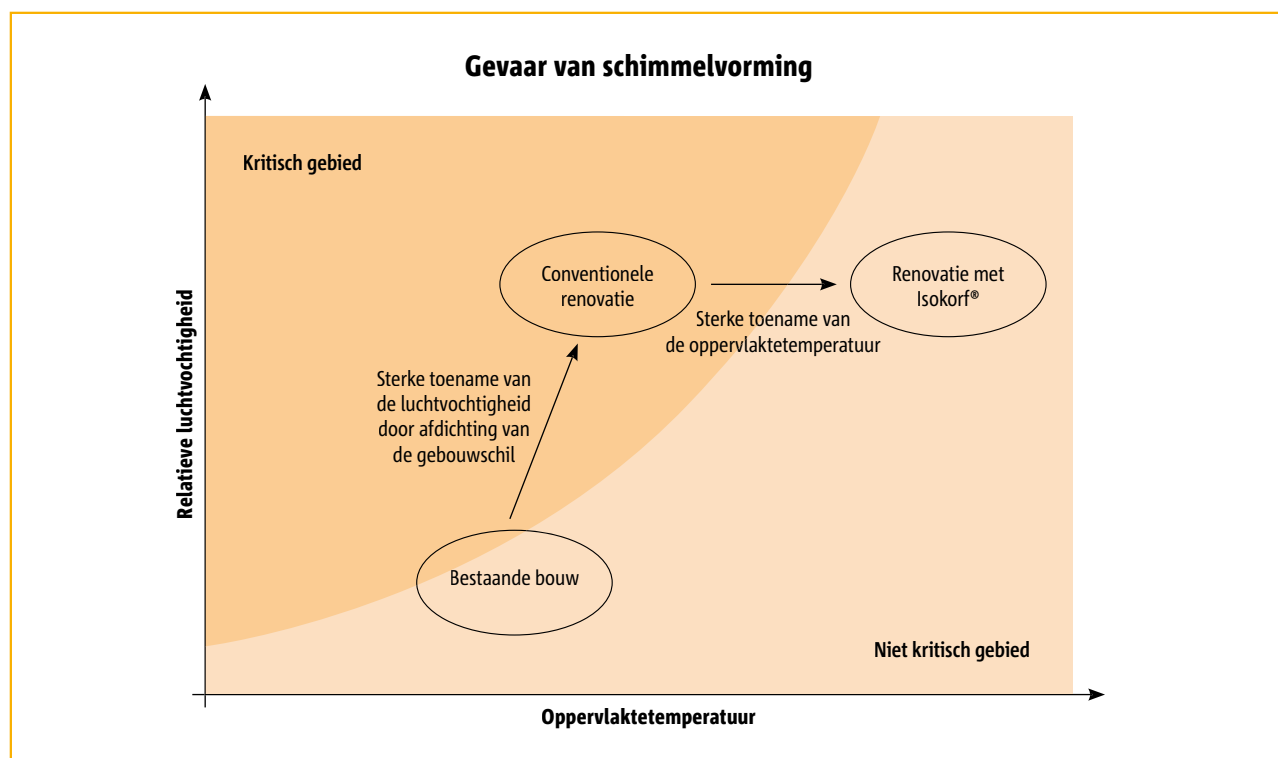 Gevaar van schimmelvorming
Kritisch gebied
Conventionele
renovatie
Renovatie met
Isokorf®
Sterke toename van
de oppervlaktetemperatuur
Sterke toename van
de luchtvochtigheid
door afdichting van
de gebouwschil
Bestaande bouw
Niet kritisch gebied
Relatieve luchtvochtigheid
Oppervlaktetemperatuur